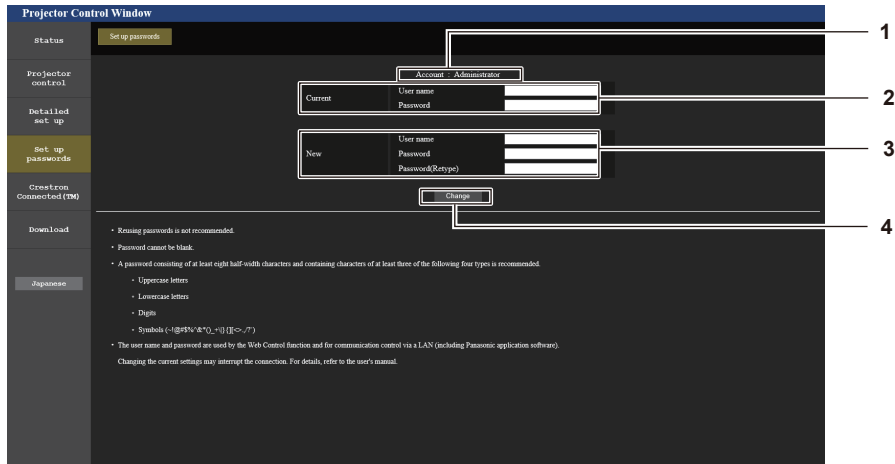 Projector Control Window
Status
Set up passwords
1
Projector
control
Account : Administrator
Current
User name
Password
2
Detailed
set up
Set up
passwords
New
User name
Password
Password(Retype)
3
Crestron
Connected(TM)
Change
4
Download
• Reusing passwords is not recommended.
• Password cannot be blank.
• A password consisting of at least eight half-width characters and containing characters of at least three of the following four types is recommended.
• Uppercase letters
• Lowercase letters
• Digits
• Symbols (~!@#$%^&*()_+\|}{][<>.,/?')
Japanese
• The user name and password are used by the Web Control function and for communication control via a LAN (including Panasonic application software).
Changing the current settings may interrupt the connection. For details, refer to the user's manual.